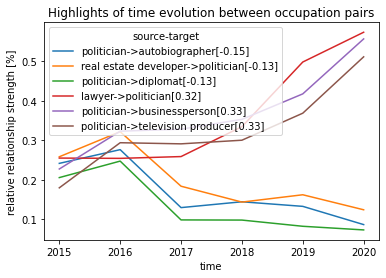 Highlights of time evolution between occupation pairs
source-target
politician->autobiographer[-0.15]
real estate developer->politician[-0.13]
politician->diplomat[-0.13]
lawyer->politician[0.32]
politician->businessperson[0.33]
politician->television producer[0.33]
relative relationship strength [%]
0.5
0.4
0.3
0.2
0.1
2015 2016 2017 2018 2019 2020
time